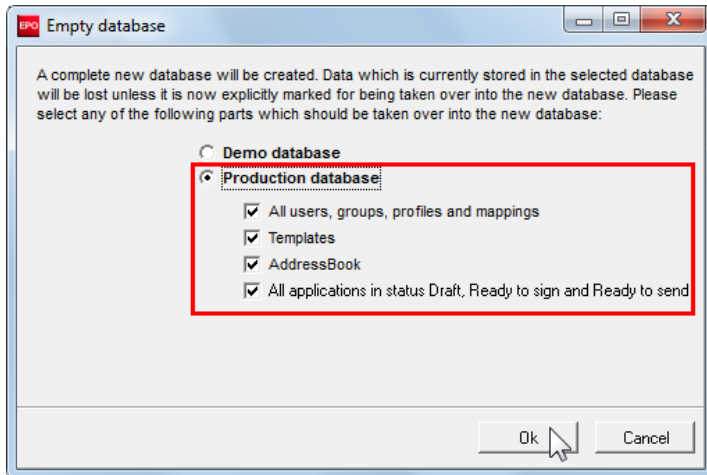 EPO Empty database
A complete new database will be created. Data which is currently stored in the selected database
will be lost unless it is now explicitly marked for being taken over into the new database. Please
select any of the following parts which should be taken over into the new database:
Demo database
Production database
All users, groups, profiles and mappings
Templates
AddressBook
All applications in status Draft, Ready to sign and Ready to send
Ok Cancel